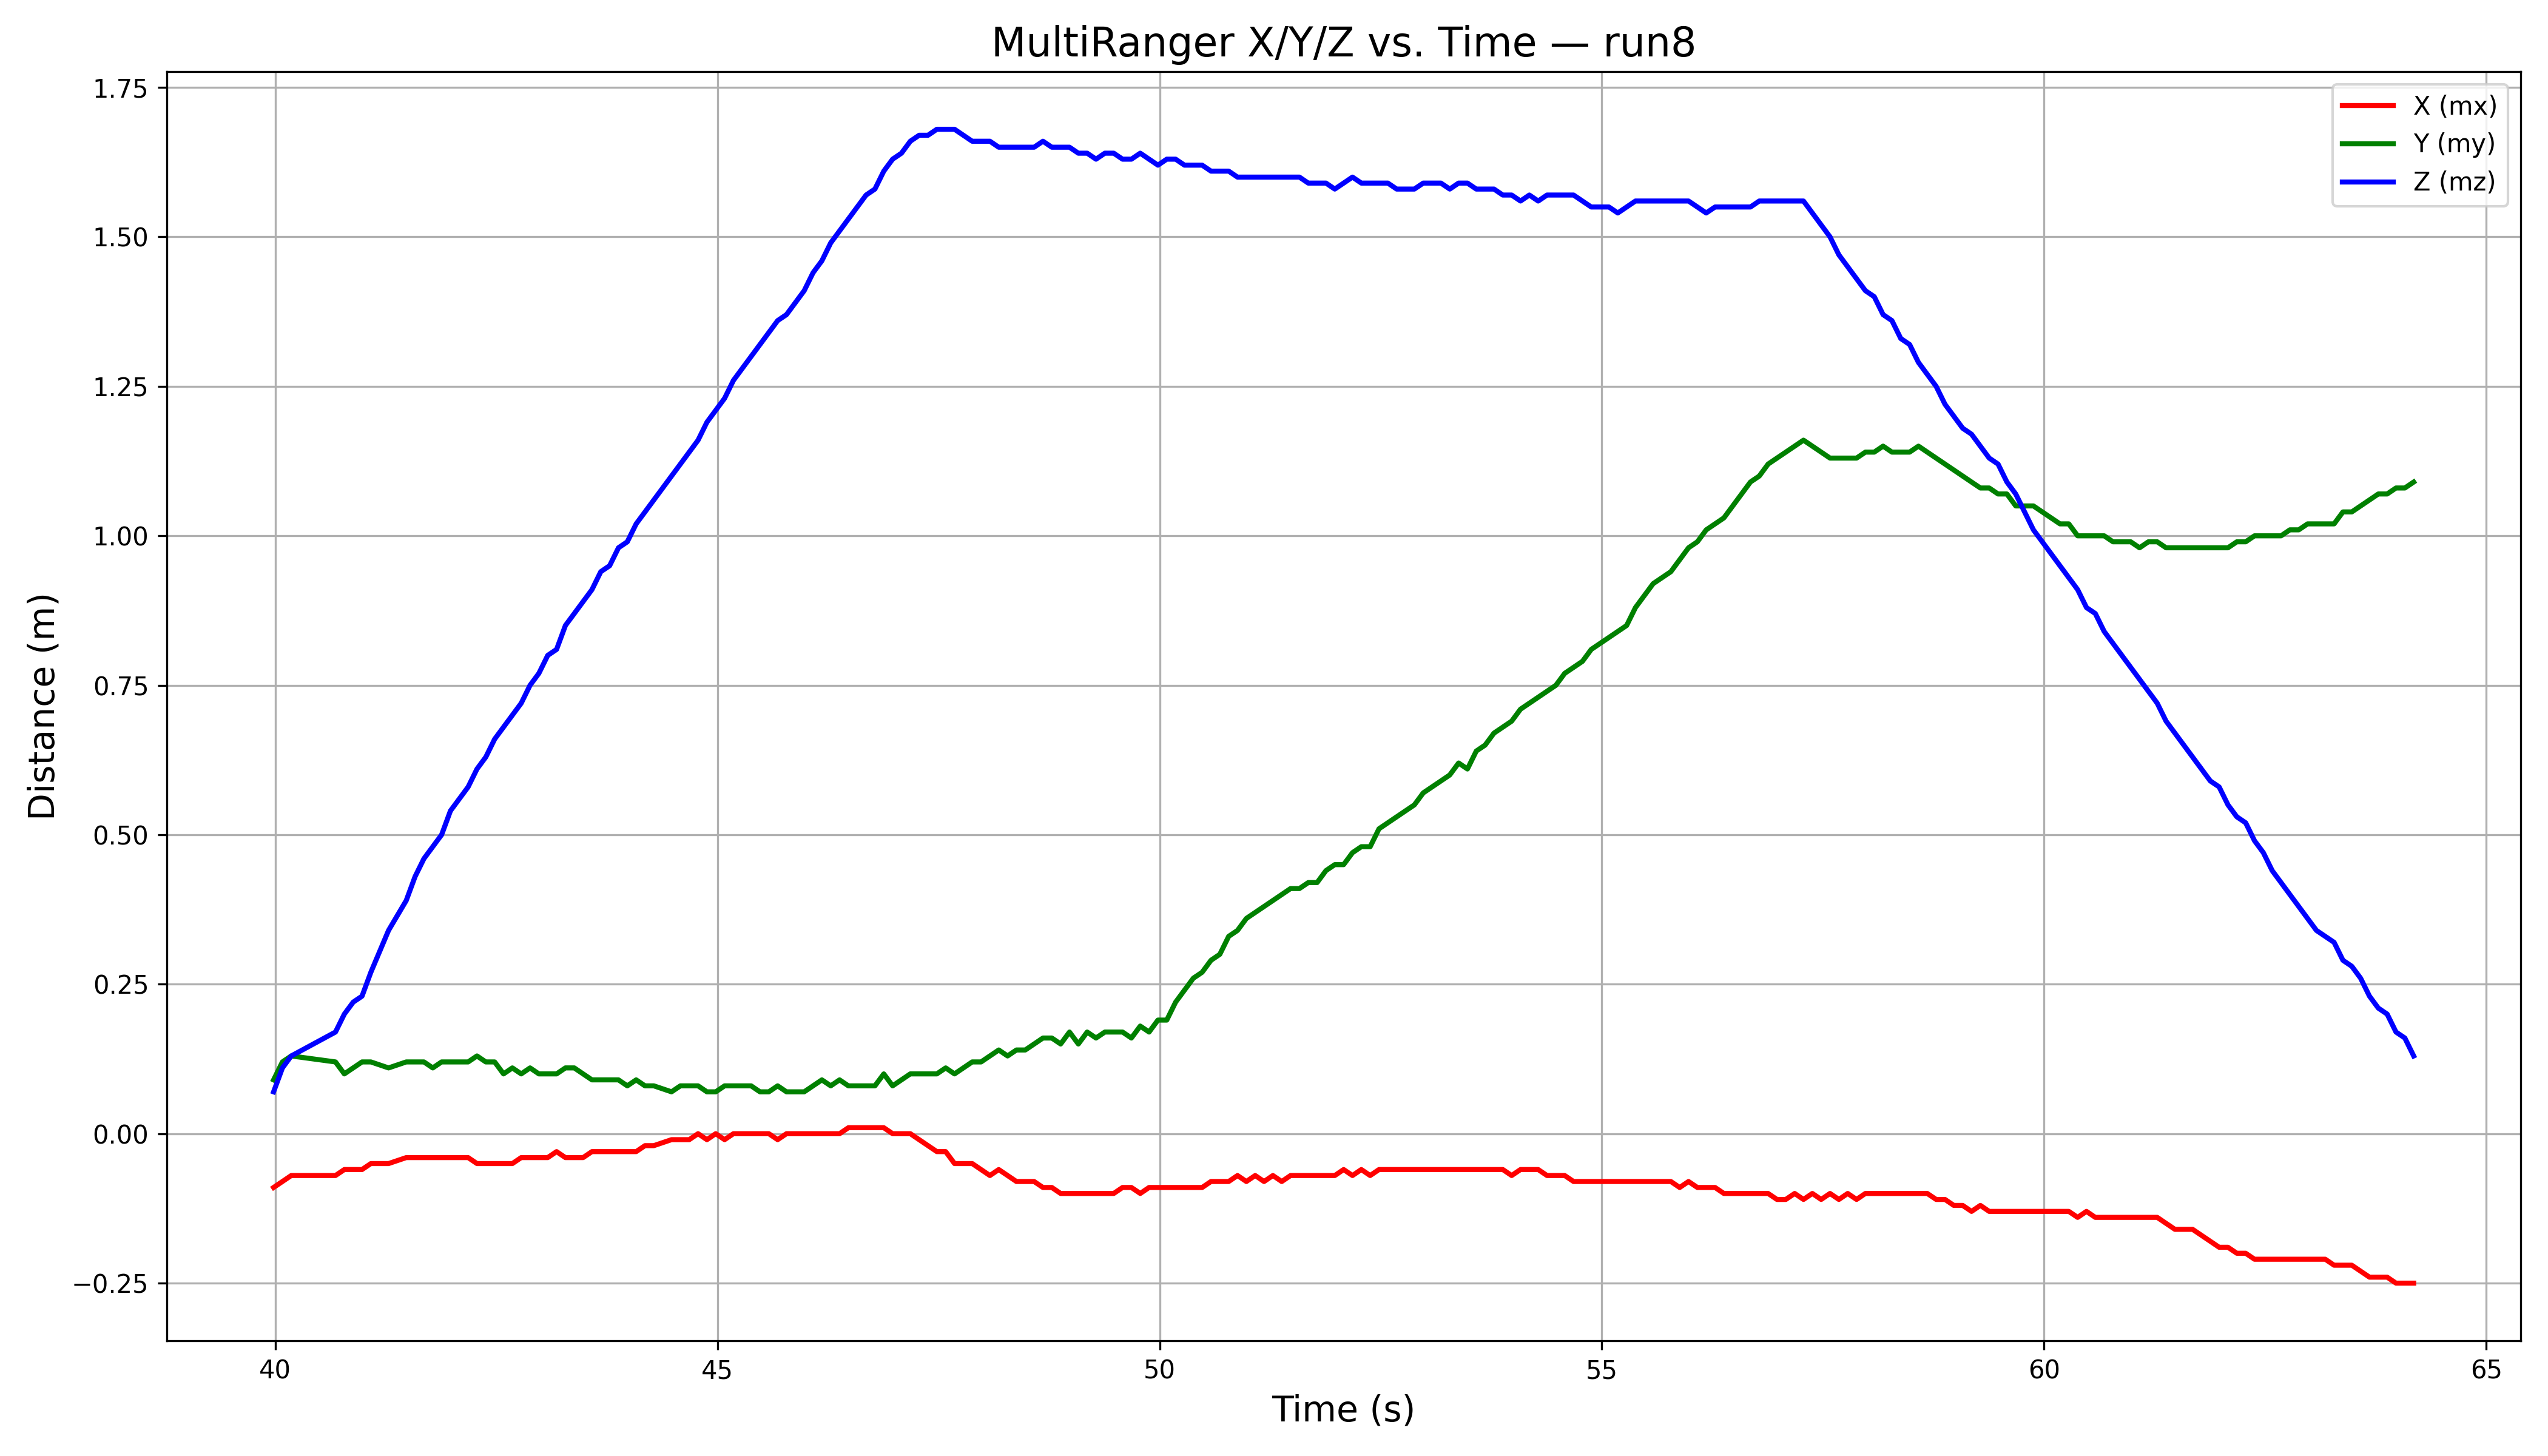 MultiRanger X/Y/Z vs. Time — run8
1.75
1.50
1.25
1.00
0.75
0.50
0.25
0.00
−0.25
Distance (m)
X (mx)
Y (my)
Z (mz)
40
45
50
55
60
65
Time (s)